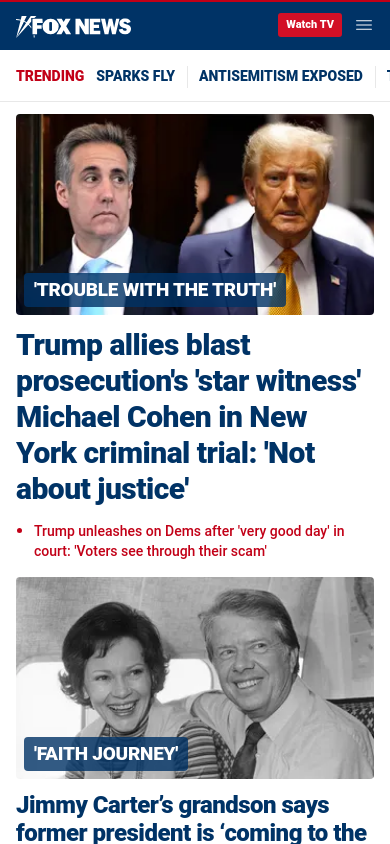 FOX NEWS
Watch TV
TRENDING SPARKS FLY ANTISEMITISM EXPOSED
'TROUBLE WITH THE TRUTH'
Trump allies blast
prosecution's 'star witness'
Michael Cohen in New
York criminal trial: 'Not
about justice'
• Trump unleashes on Dems after 'very good day' in
court: 'Voters see through their scam'
'FAITH JOURNEY'
Jimmy Carter’s grandson says
former president is ‘coming to the